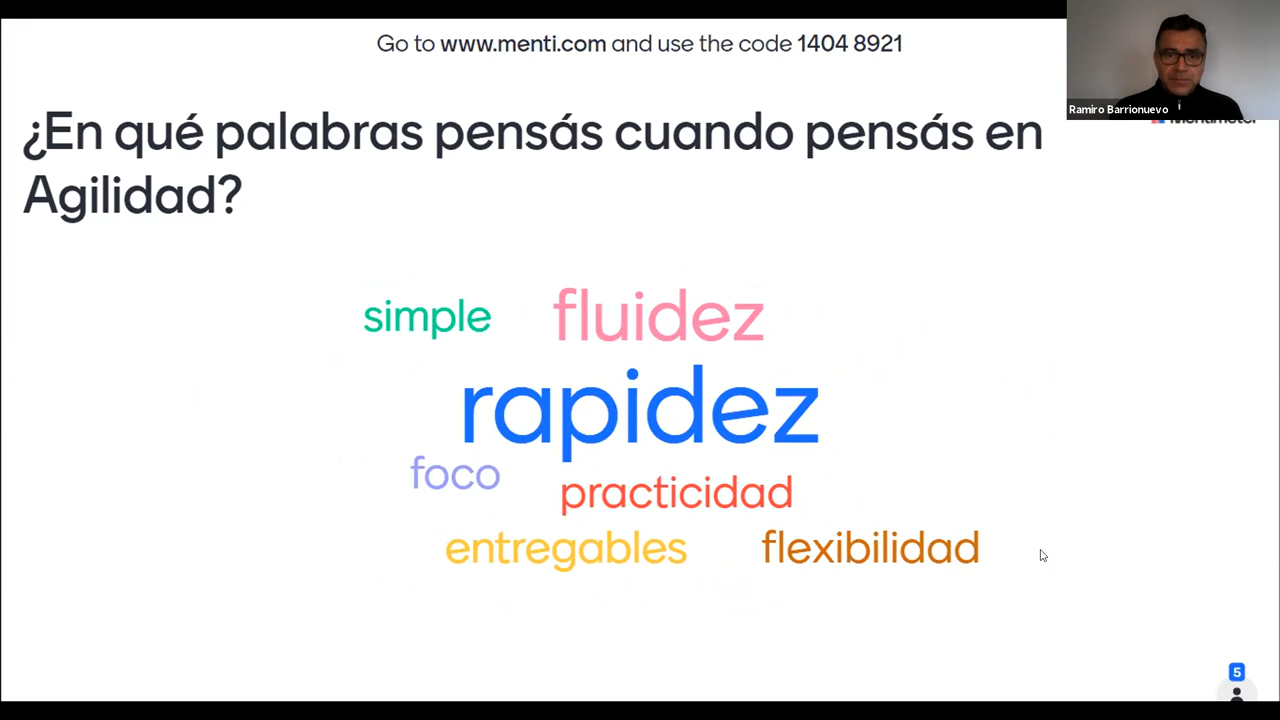 Go to www.menti.com and use the code 1404 8921
Ramiro Barrionuevo
Mentimeter
¿En qué palabras pensás cuando pensás en
Agilidad?
simple
fluidez
rapidez
foco
practicidad
entregables
flexibilidad
5